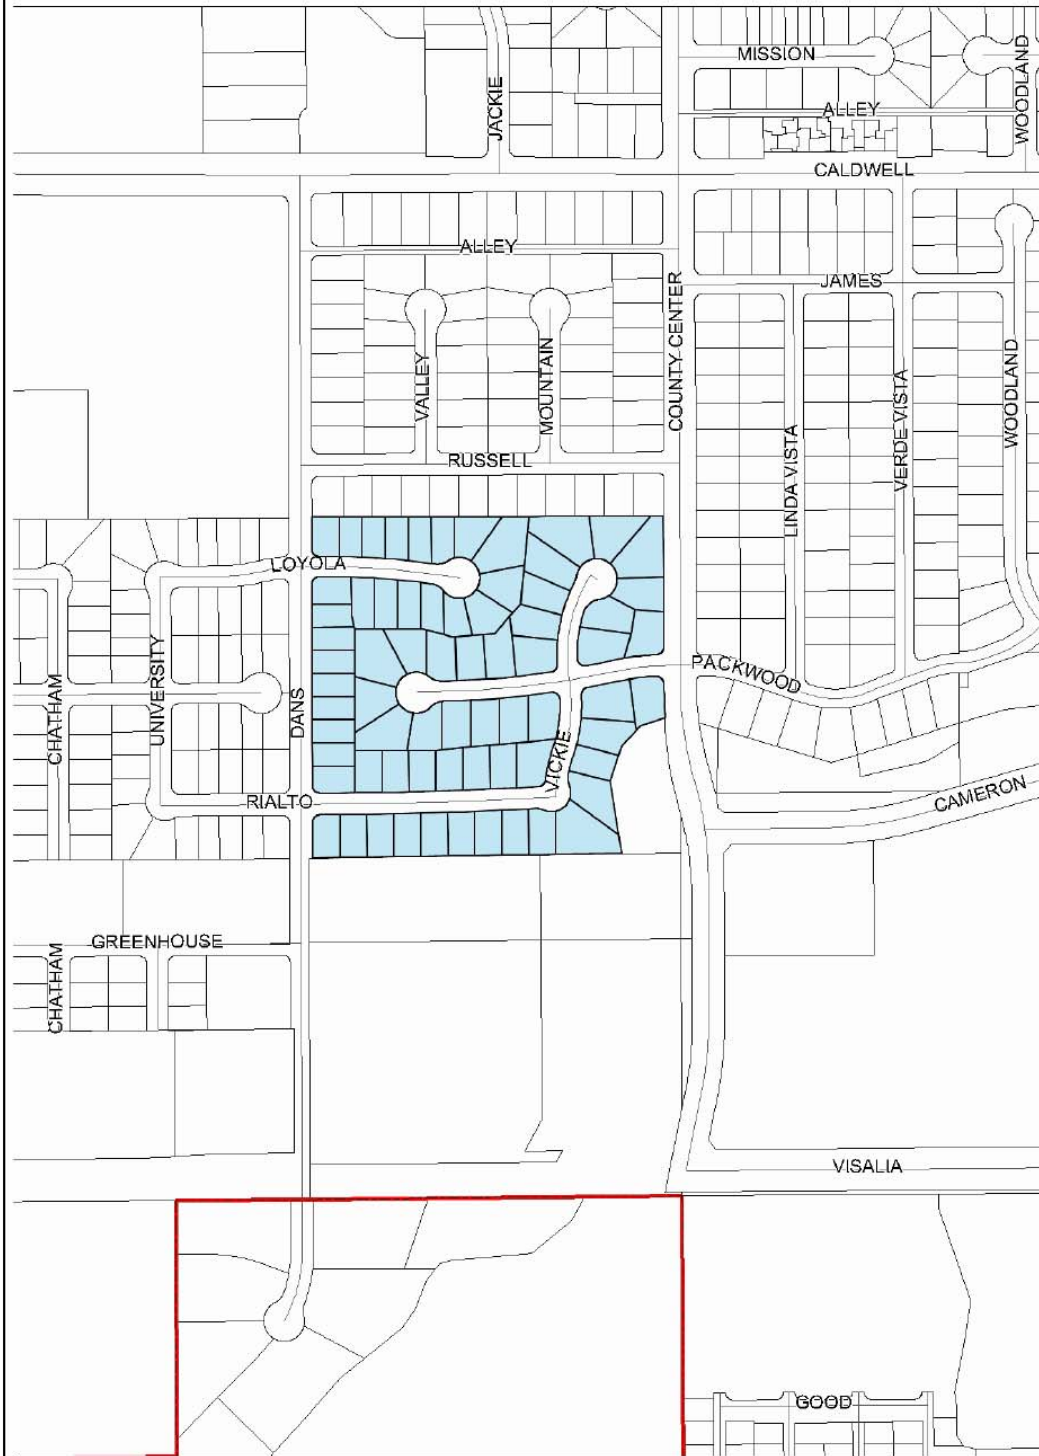 MISSION
WOODLAND
JACKIE
ALLEY
CALDWELL
ALLEY
JAMES
COUNTY CENTER
VALLEY
MOUNTAIN
WOODLAND
VERDE VISTA
LINDA VISTA
RUSSELL
LOYOLA
UNIVERSITY
PACKWOOD
CHATHAM
DANS
VICKIE
CAMERON
RIALTO
GREENHOUSE
CHATHAM
VISALIA
GOOD